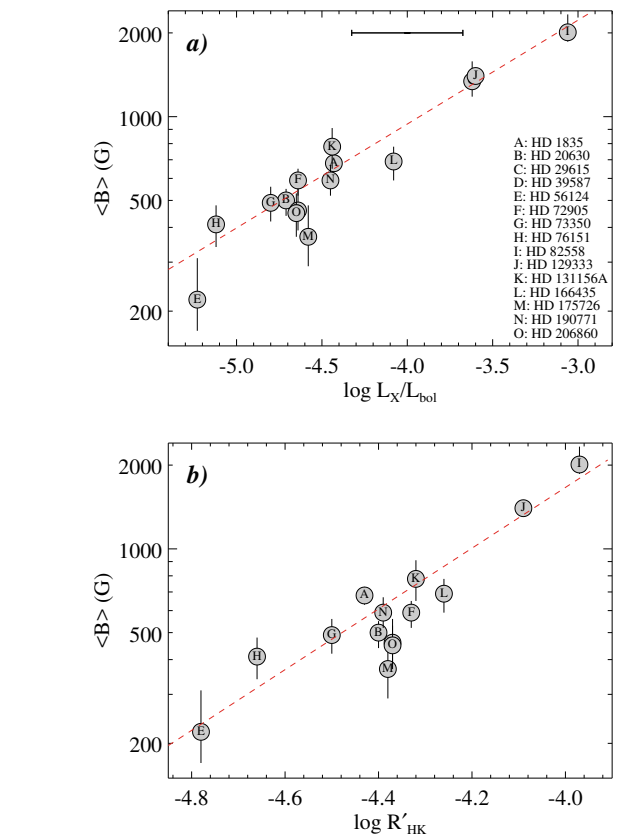 a)
2000
1000
500
200
<B> (G)
I
J
K
A
L
N
F
G
B
O
H
M
E
A: HD 1835
B: HD 20630
C: HD 29615
D: HD 39587
E: HD 56124
F: HD 72905
G: HD 73350
H: HD 76151
I: HD 82558
J: HD 129333
K: HD 131156A
L: HD 166435
M: HD 175726
N: HD 190771
O: HD 206860
-5.0 -4.5 -4.0 -3.5 -3.0
log L_X/L_bol
b)
2000
1000
500
200
<B> (G)
I
J
K
A
L
N
F
G
B
O
H
M
E
-4.8 -4.6 -4.4 -4.2 -4.0
log R′_HK